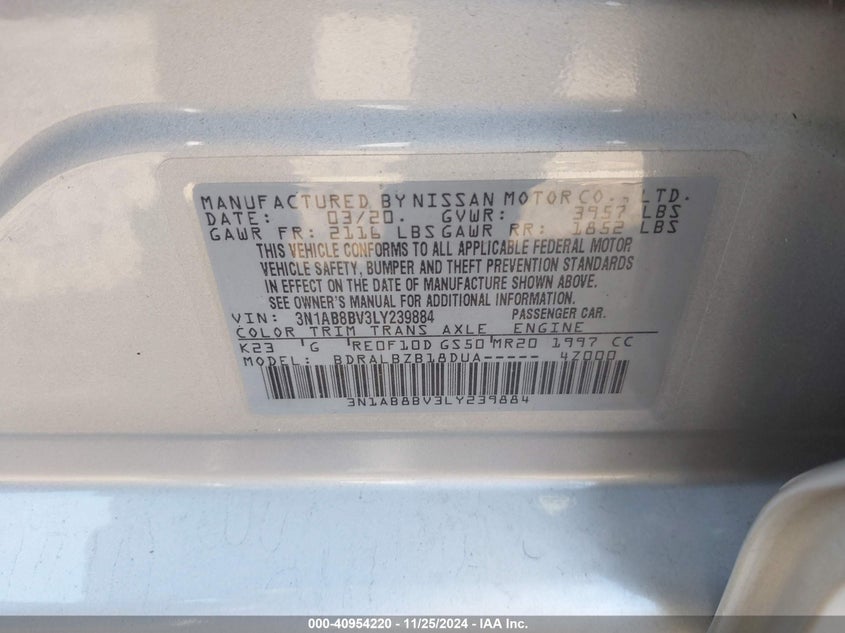 MANUFACTURED BY NISSAN MOTOR CO., LTD.
DATE: 03/20. GVWR: 3957 LBS
GAWR FR: 2116 LBS GAWR RR: 1852 LBS
THIS VEHICLE CONFORMS TO ALL APPLICABLE FEDERAL MOTOR
VEHICLE SAFETY, BUMPER AND THEFT PREVENTION STANDARDS
IN EFFECT ON THE DATE OF MANUFACTURE SHOWN ABOVE.
SEE OWNER'S MANUAL FOR ADDITIONAL INFORMATION.
VIN: 3N1AB8BV3LY239884 PASSENGER CAR.
COLOR TRIM TRANS AXLE ENGINE
K23 G RE0F10D GS50 MR20 1997 CC
MODEL: BDRALBZB18DUA----- 4Z000
3N1AB8BV3LY239884
000-40954220 - 11/25/2024 - IAA Inc.